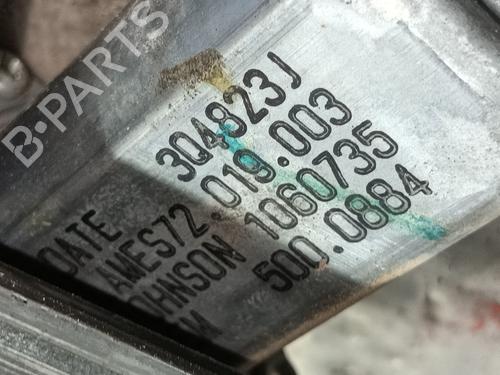 B-PARTS
DATE 304823J
AMES72.019.003
JOHNSON 1060735
500.0884